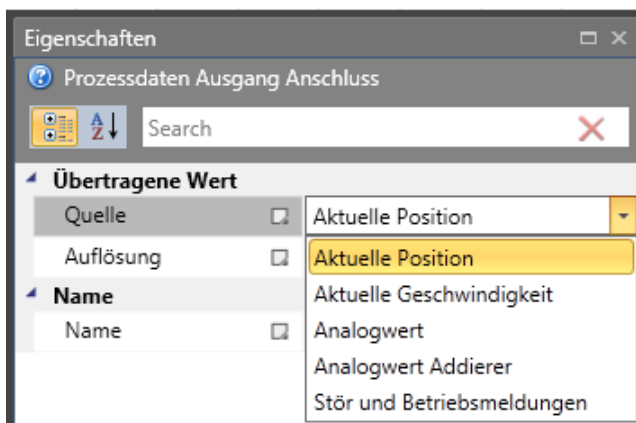 Eigenschaften
Prozessdaten Ausgang Anschluss
A
Z
Search
Übertragene Wert
Quelle Aktuelle Position
Auflösung Aktuelle Position
Name Aktuelle Geschwindigkeit
Name Analogwert
Analogwert Addierer
Stör und Betriebsmeldungen